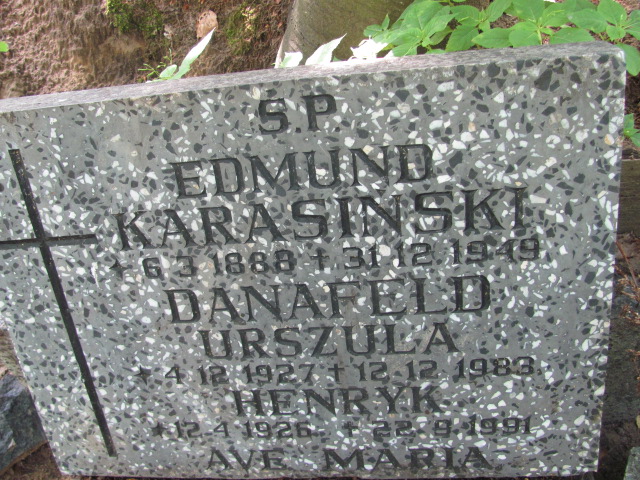 S.P.
EDMUND
KARASINSKI
* 6.3 1888 + 31.12 1949
DANAFELD
URSZULA
* 4.12.1927 + 12.12.1983.
HENRYK
*12.4.1926. + 22.9.1991.
AVE MARIA